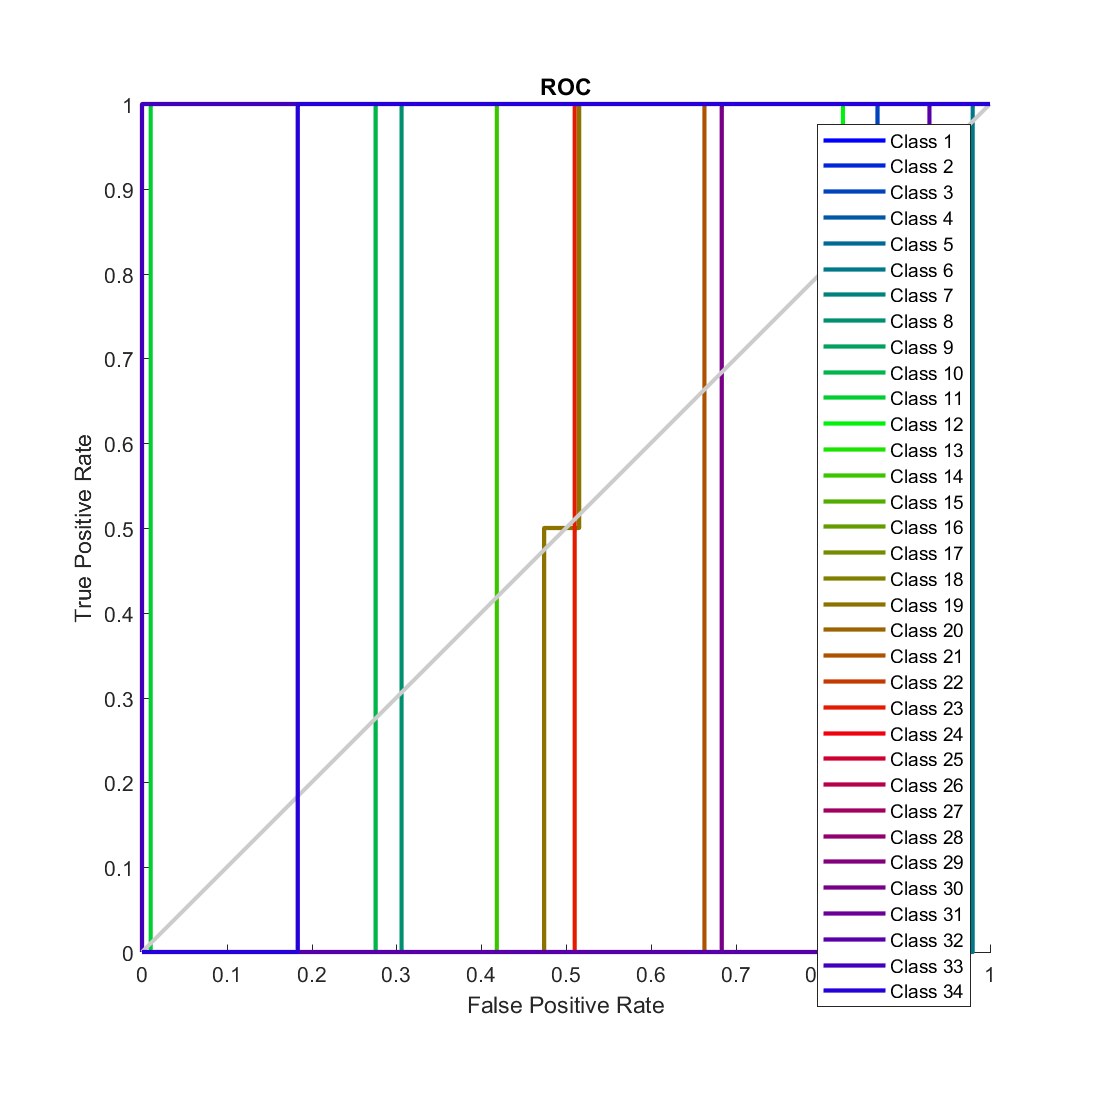 ROC
1
0.9
0.8
0.7
0.6
0.5
0.4
0.3
0.2
0.1
0
True Positive Rate
Class 1
Class 2
Class 3
Class 4
Class 5
Class 6
Class 7
Class 8
Class 9
Class 10
Class 11
Class 12
Class 13
Class 14
Class 15
Class 16
Class 17
Class 18
Class 19
Class 20
Class 21
Class 22
Class 23
Class 24
Class 25
Class 26
Class 27
Class 28
Class 29
Class 30
Class 31
Class 32
Class 33
Class 34
0 0.1 0.2 0.3 0.4 0.5 0.6 0.7 1
False Positive Rate